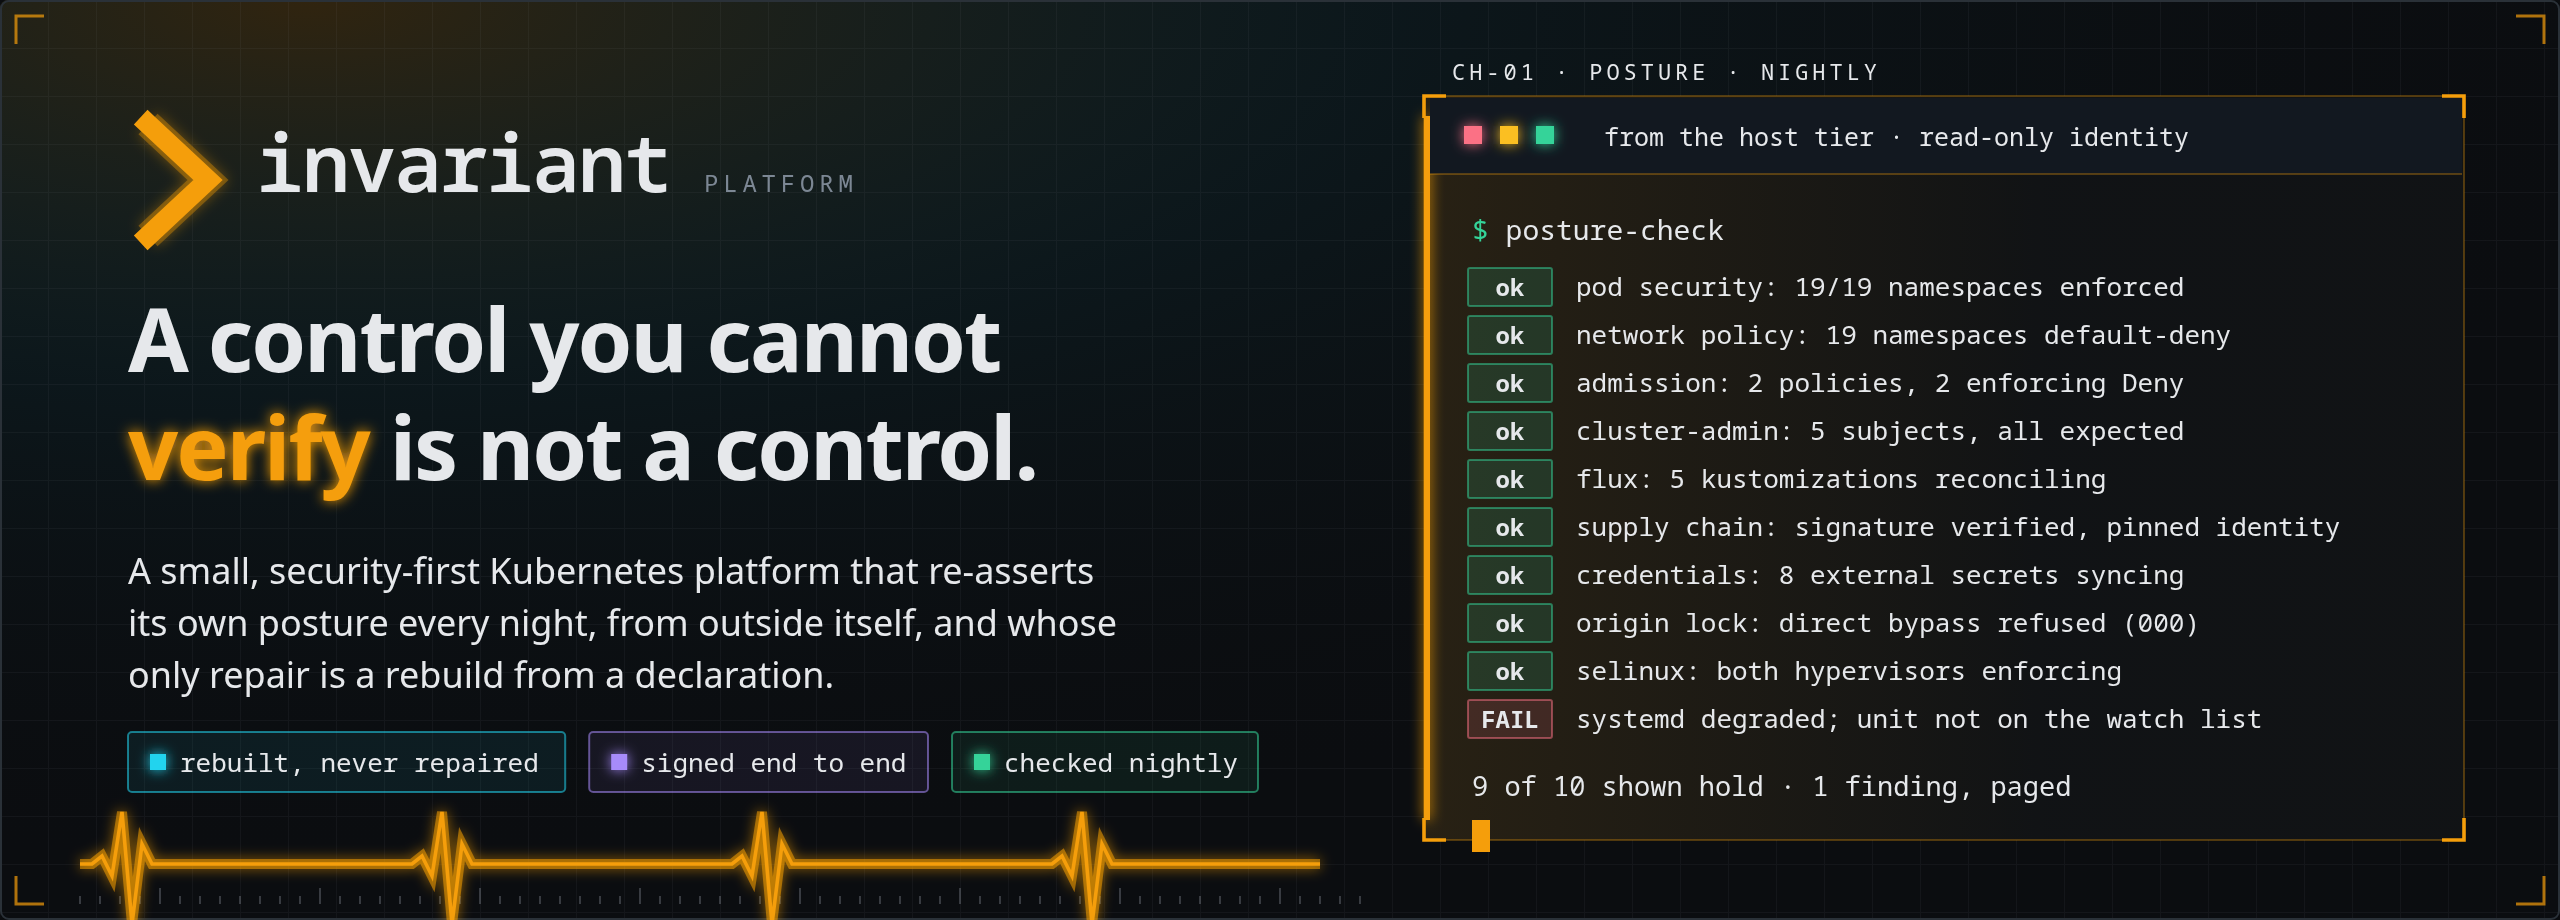 invariant PLATFORM
A control you cannot
verify is not a control.
A small, security-first Kubernetes platform that re-asserts
its own posture every night, from outside itself, and whose
only repair is a rebuild from a declaration.
rebuilt, never repaired
signed end to end
checked nightly
CH-01 · POSTURE · NIGHTLY
from the host tier · read-only identity
$ posture-check
ok pod security: 19/19 namespaces enforced
ok network policy: 19 namespaces default-deny
ok admission: 2 policies, 2 enforcing Deny
ok cluster-admin: 5 subjects, all expected
ok flux: 5 kustomizations reconciling
ok supply chain: signature verified, pinned identity
ok credentials: 8 external secrets syncing
ok origin lock: direct bypass refused (000)
ok selinux: both hypervisors enforcing
FAIL systemd degraded; unit not on the watch list
9 of 10 shown hold · 1 finding, paged